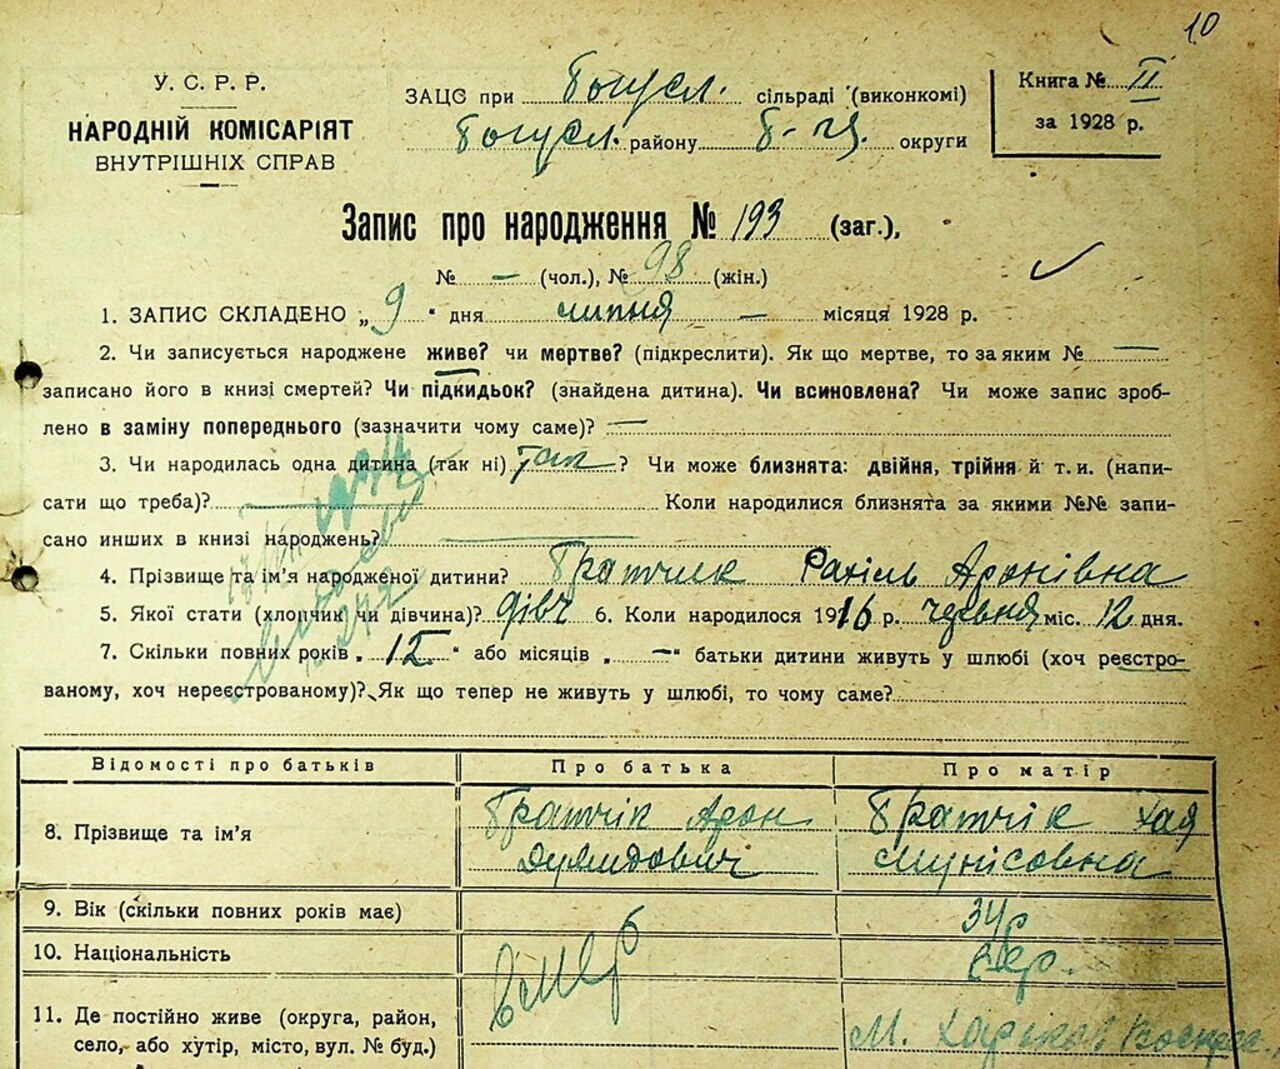 10
У. С. Р. Р.
НАРОДНІЙ КОМІСАРІЯТ
ВНУТРІШНІХ СПРАВ
ЗАЦС при Богусл. сільраді (виконкомі)
Богусл. району Б-Ця. округи
Книга № II
за 1928 р.
Запис про народження № 193 (заг.),
№ — (чол.), № 98 (жін.)
1. ЗАПИС СКЛАДЕНО „ 9 " дня липня — місяця 1928 р.
2. Чи записується народжене живе? чи мертве? (підкреслити). Як що мертве, то за яким № —
записано його в книзі смертей? Чи підкидьок? (знайдена дитина). Чи всиновлена? Чи може запис зроб-
лено в заміну попереднього (зазначити чому саме)? —
3. Чи народилась одна дитина (так ні) так ? Чи може близнята: двійня, трійня й т. и. (напи-
сати що треба)? — Коли народилися близнята за якими №№ запи-
сано инших в книзі народжень? —
4. Прізвище та ім'я народженої дитини? Братчик Рахіль Аронівна
5. Якої стати (хлопчик чи дівчина)? дівч 6. Коли народилося 1916 р. червня міс. 12 дня.
7. Скільки повних років „ 15 " або місяців „ — " батьки дитини живуть у шлюбі (хоч реєстро-
ваному, хоч нереєстрованому)? Як що тепер не живуть у шлюбі, то чому саме?
Відомості про батьків Про батька Про матір
8. Прізвище та ім'я Братчік Арон Братчік Хая
9. Вік (скільки повних років має) 34 р
10. Національність вмер євр.
11. Де постійно живе (округа, район,
село, або хутір, місто, вул. № буд.) М. Харьков